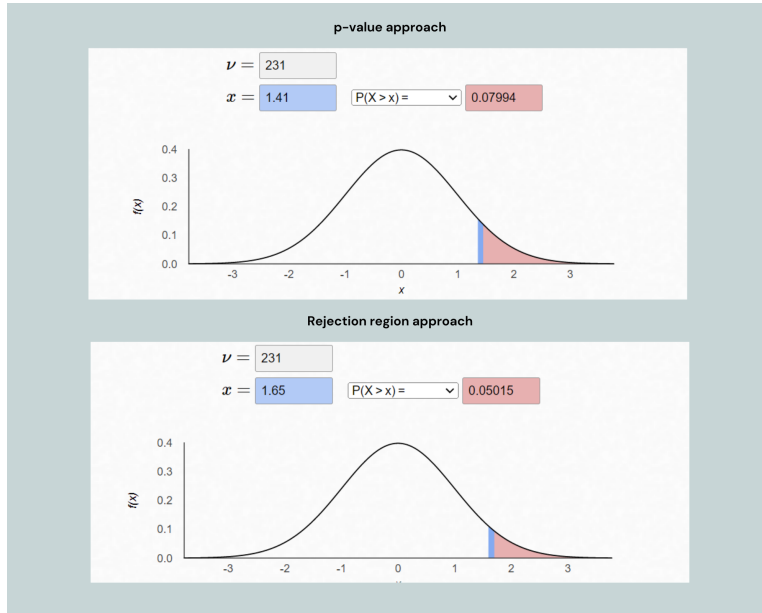 p-value approach
ν = 231
x = 1.41 P(X > x) = 0.07994
0.4
0.3
0.2
0.1
0.0
f(x)
-3 -2 -1 0 1 2 3
x
Rejection region approach
ν = 231
x = 1.65 P(X > x) = 0.05015
0.4
0.3
0.2
0.1
0.0
f(x)
-3 -2 -1 0 1 2 3